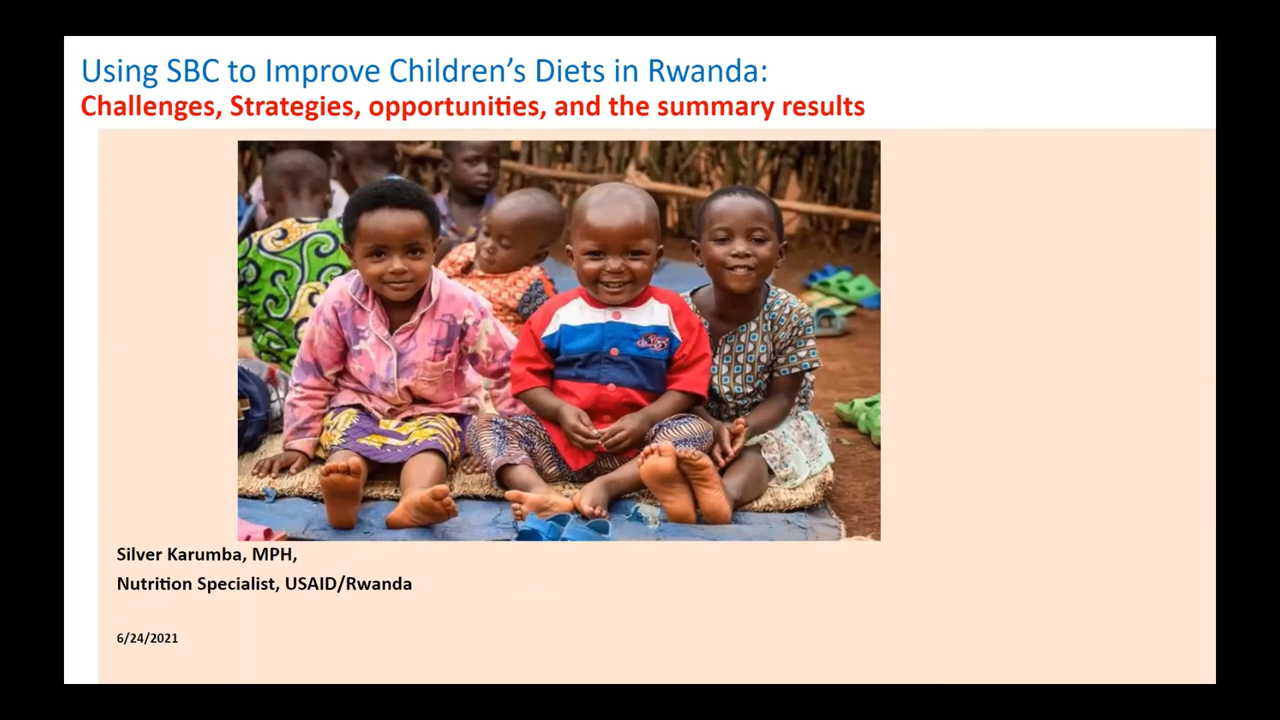 Using SBC to Improve Children's Diets in Rwanda:
Challenges, Strategies, opportunities, and the summary results
Silver Karumba, MPH,
Nutrition Specialist, USAID/Rwanda
6/24/2021